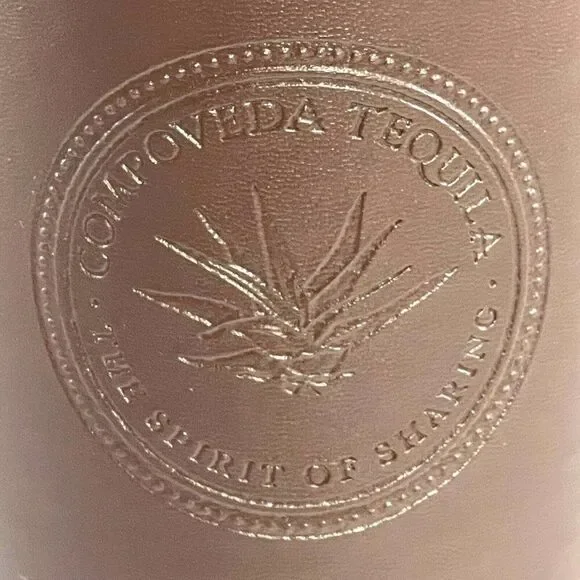 COMPOVEDA TEQUILA
THE SPIRIT OF SHARING